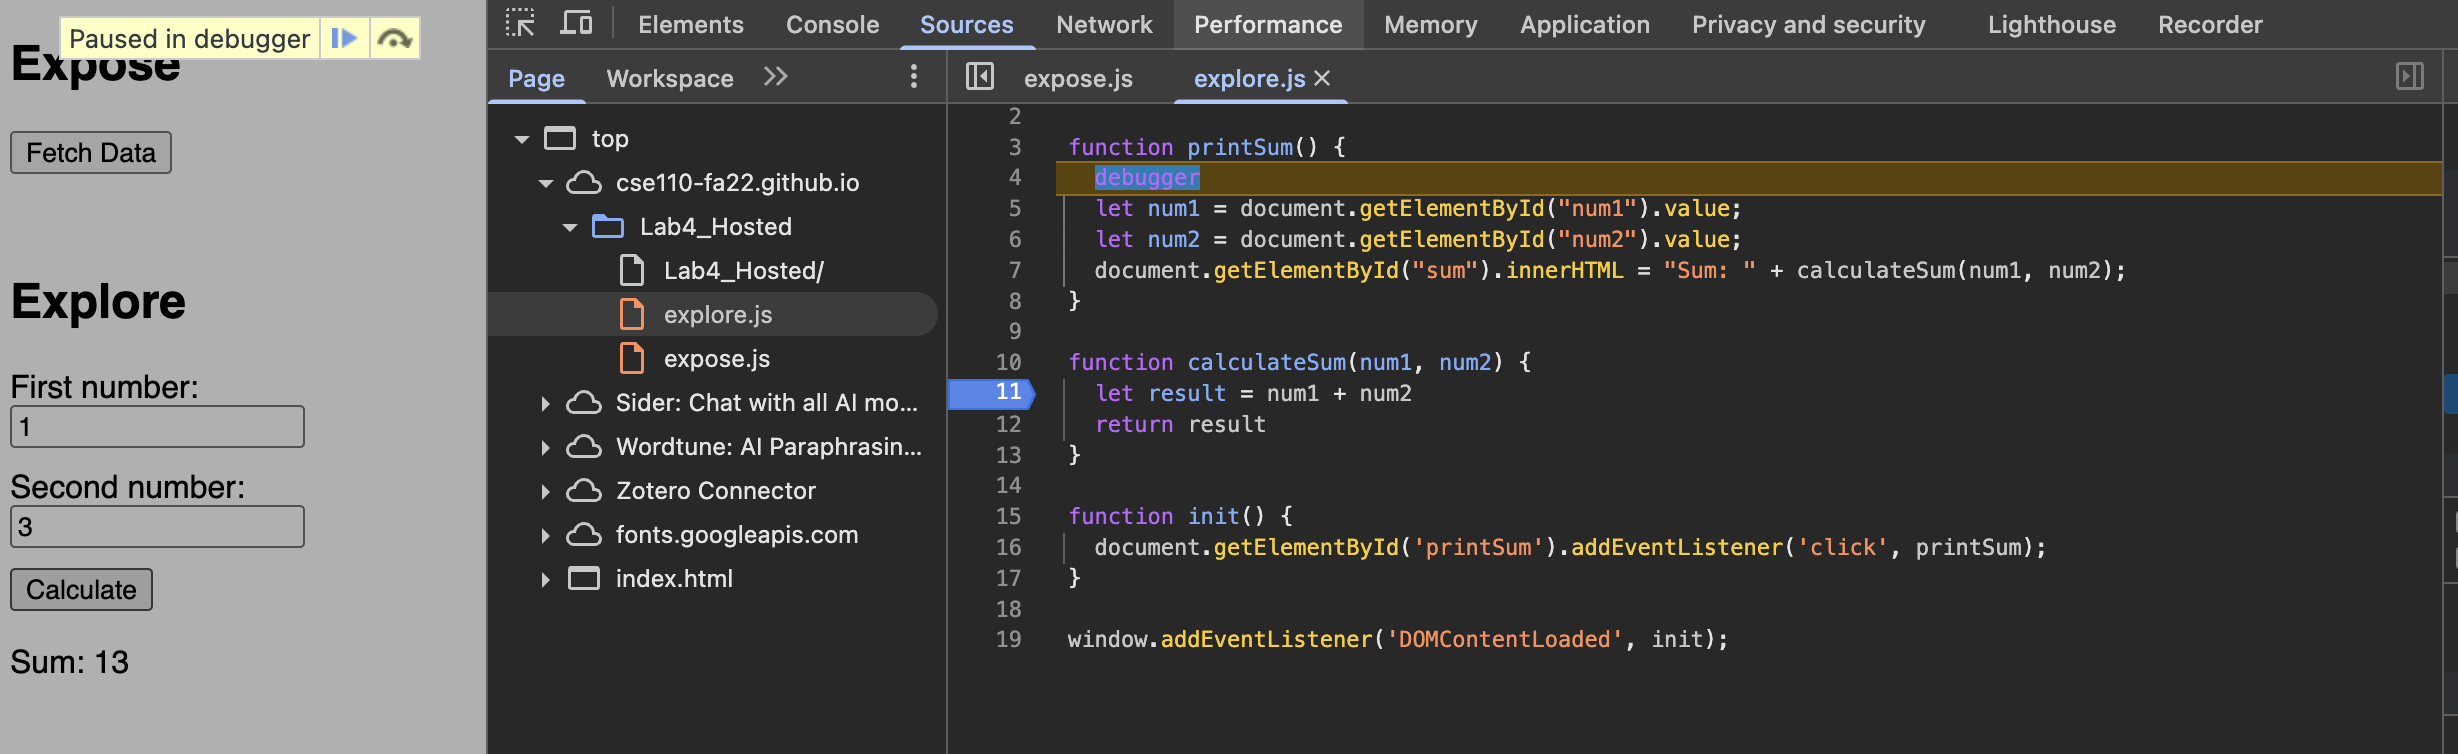 Paused in debugger
Expose
Fetch Data
Explore
First number:
1
Second number:
3
Calculate
Sum: 13
Elements Console Sources Network Performance Memory Application Privacy and security Lighthouse Recorder
Page Workspace
top
cse110-fa22.github.io
Lab4_Hosted
Lab4_Hosted/
explore.js
expose.js
Sider: Chat with all AI mo...
Wordtune: AI Paraphrasin...
Zotero Connector
fonts.googleapis.com
index.html
expose.js explore.js
2
3 function printSum() {
4 debugger
5 let num1 = document.getElementById("num1").value;
6 let num2 = document.getElementById("num2").value;
7 document.getElementById("sum").innerHTML = "Sum: " + calculateSum(num1, num2);
8 }
9
10 function calculateSum(num1, num2) {
11 let result = num1 + num2
12 return result
13 }
14
15 function init() {
16 document.getElementById('printSum').addEventListener('click', printSum);
17 }
18
19 window.addEventListener('DOMContentLoaded', init);